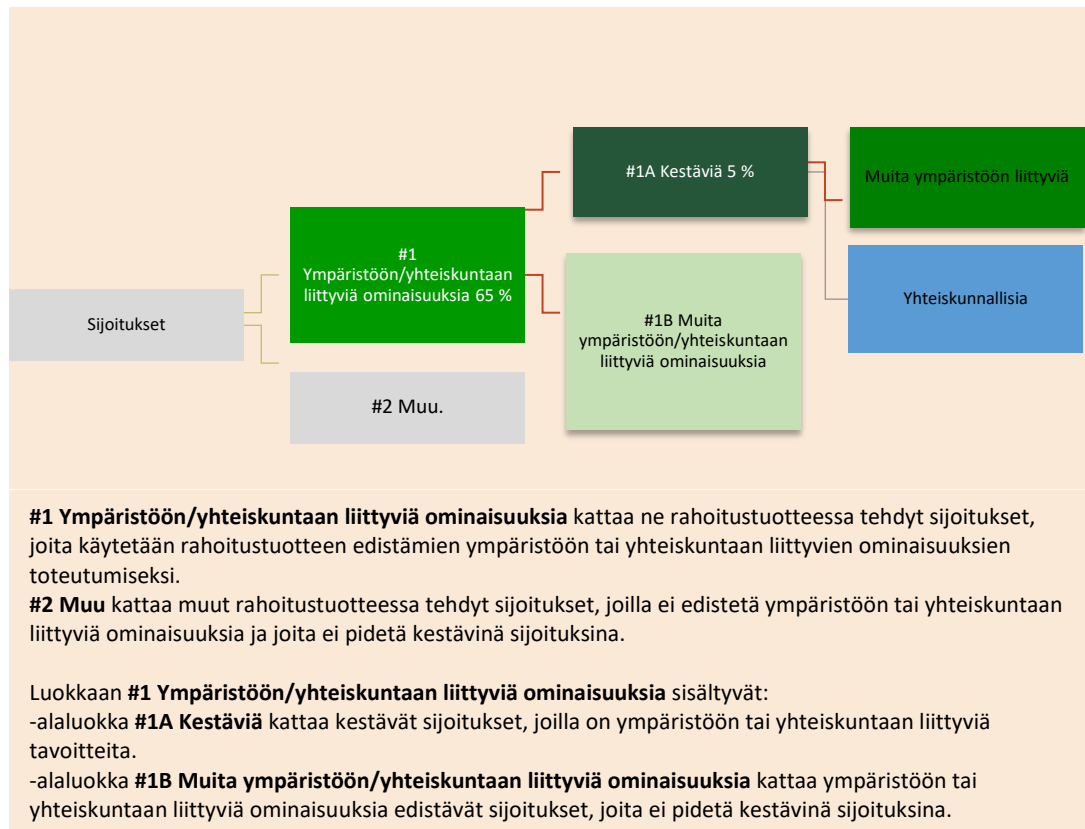 Sijoitukset
#1
Ympäristöön/yhteiskuntaan
liittyviä ominaisuuksia 65 %
#2 Muu.
#1A Kestäviä 5 %
#1B Muita
ympäristöön/yhteiskuntaan
liittyviä ominaisuuksia
Muita ympäristöön liittyviä
Yhteiskunnallisia
#1 Ympäristöön/yhteiskuntaan liittyviä ominaisuuksia kattaa ne rahoitustuotteessa tehdyt sijoitukset,
joita käytetään rahoitustuotteen edistämien ympäristöön tai yhteiskuntaan liittyvien ominaisuuksien
toteutumiseksi.
#2 Muu kattaa muut rahoitustuotteessa tehdyt sijoitukset, joilla ei edistetä ympäristöön tai yhteiskuntaan
liittyviä ominaisuuksia ja joita ei pidetä kestävinä sijoituksina.
Luokkaan #1 Ympäristöön/yhteiskuntaan liittyviä ominaisuuksia sisältyvät:
-alaluokka #1A Kestäviä kattaa kestävät sijoitukset, joilla on ympäristöön tai yhteiskuntaan liittyviä
tavoitteita.
-alaluokka #1B Muita ympäristöön/yhteiskuntaan liittyviä ominaisuuksia kattaa ympäristöön tai
yhteiskuntaan liittyviä ominaisuuksia edistävät sijoitukset, joita ei pidetä kestävinä sijoituksina.